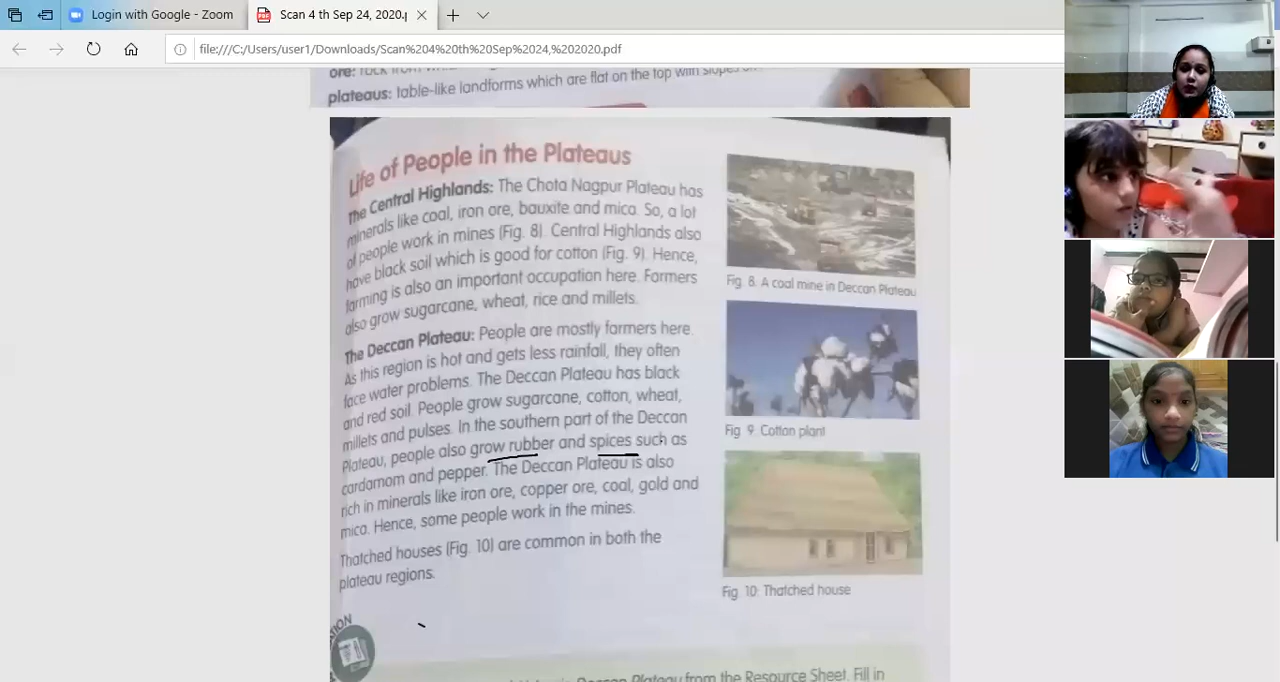 Login with Google - Zoom
Scan 4 th Sep 24, 2020.p
file:///C:/Users/user1/Downloads/Scan%204%20th%20Sep%2024,%202020.pdf
ore: rock from
plateaus: table-like landforms which are flat on the top with slopes
Life of People in the Plateaus
The Central Highlands: The Chota Nagpur Plateau has
minerals like coal, iron ore, bauxite and mica. So, a lot
of people work in mines (Fig. 8). Central Highlands also
have black soil which is good for cotton (Fig. 9). Hence,
farming is also an important occupation here. Farmers
also grow sugarcane, wheat, rice and millets.
The Deccan Plateau: People are mostly farmers here.
As this region is hot and gets less rainfall, they often
face water problems. The Deccan Plateau has black
and red soil. People grow sugarcane, cotton, wheat,
millets and pulses. In the southern part of the Deccan
Plateau, people also grow rubber and spices such as
cardamom and pepper. The Deccan Plateau is also
rich in minerals like iron ore, copper ore, coal, gold and
mica. Hence, some people work in the mines.
Thatched houses (Fig. 10) are common in both the
plateau regions.
Fig. 8. A coal mine in Deccan Plateau
Fig 9: Cotton plant
Fig 10: Thatched house
Deccan Plateau from the Resource Sheet. Fill in